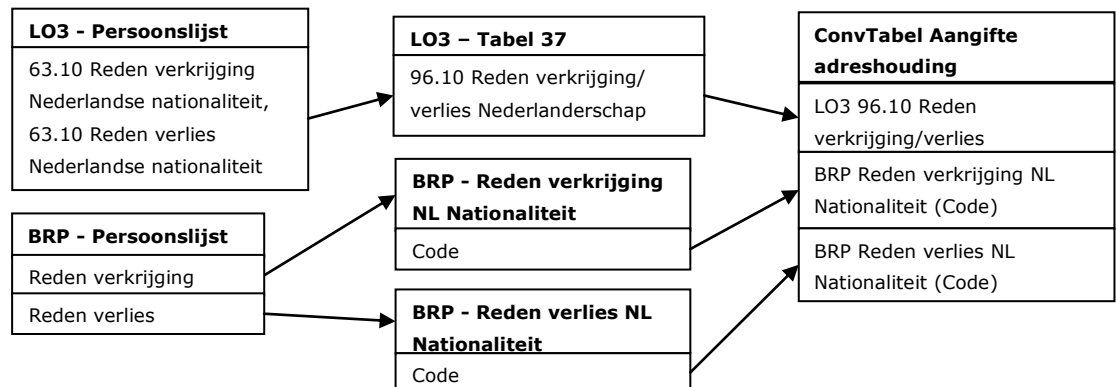 LO3 - Persoonslijst
63.10 Reden verkrijging
Nederlandse nationaliteit,
63.10 Reden verlies
Nederlandse nationaliteit
BRP - Persoonslijst
Reden verkrijging
Reden verlies
LO3 – Tabel 37
96.10 Reden verkrijging/
verlies Nederlanderschap
BRP - Reden verkrijging
NL Nationaliteit
Code
BRP - Reden verlies NL
Nationaliteit
Code
ConvTabel Aangifte
adreshouding
LO3 96.10 Reden
verkrijging/verlies
BRP Reden verkrijging NL
Nationaliteit (Code)
BRP Reden verlies NL
Nationaliteit (Code)